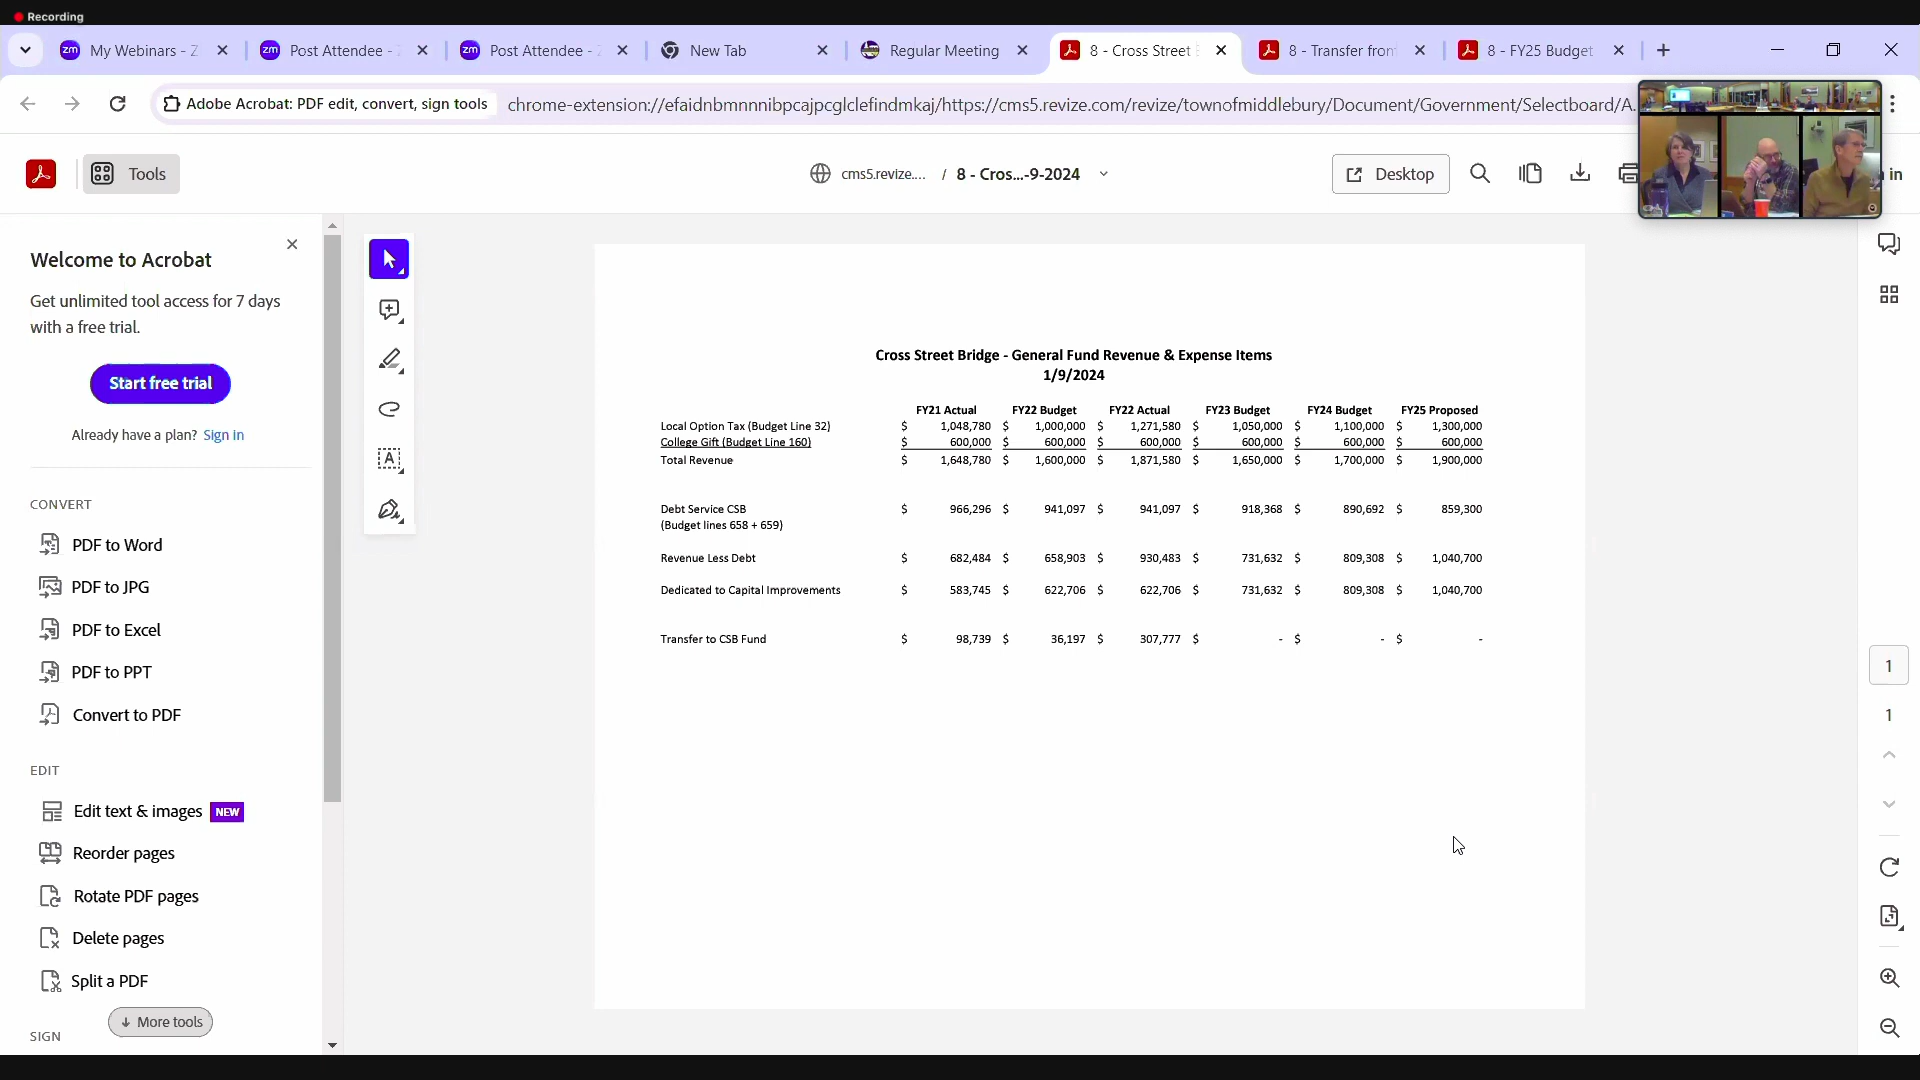 Recording
My Webinars - Z
Post Attendee -
Post Attendee -
New Tab
Regular Meeting
8 - Cross Street
8 - Transfer from
8 - FY25 Budget
Adobe Acrobat: PDF edit, convert, sign tools
chrome-extension://efaidnbmnnnibpcajpcglclefindmkaj/https://cms5.revize.com/revize/townofmiddlebury/Document/Government/Selectboard/A...
Tools
cms5.revize.... / 8 - Cros...-9-2024
Desktop
in
Welcome to Acrobat
Get unlimited tool access for 7 days
with a free trial.
Start free trial
Already have a plan? Sign in
CONVERT
PDF to Word
PDF to JPG
PDF to Excel
PDF to PPT
Convert to PDF
EDIT
Edit text & images NEW
Reorder pages
Rotate PDF pages
Delete pages
Split a PDF
More tools
SIGN
Cross Street Bridge - General Fund Revenue & Expense Items
1/9/2024
FY21 Actual FY22 Budget FY22 Actual FY23 Budget FY24 Budget FY25 Proposed
Local Option Tax (Budget Line 32) $ 1,048,780 $ 1,000,000 $ 1,271,580 $ 1,050,000 $ 1,100,000 $ 1,300,000
College Gift (Budget Line 160) $ 600,000 $ 600,000 $ 600,000 $ 600,000 $ 600,000 $ 600,000
Total Revenue $ 1,648,780 $ 1,600,000 $ 1,871,580 $ 1,650,000 $ 1,700,000 $ 1,900,000
Debt Service CSB $ 966,296 $ 941,097 $ 941,097 $ 918,368 $ 890,692 $ 859,300
(Budget lines 658 + 659)
Revenue Less Debt $ 682,484 $ 658,903 $ 930,483 $ 731,632 $ 809,308 $ 1,040,700
Dedicated to Capital Improvements $ 583,745 $ 622,706 $ 622,706 $ 731,632 $ 809,308 $ 1,040,700
Transfer to CSB Fund $ 98,739 $ 36,197 $ 307,777 $ - $ - $ -
1
1